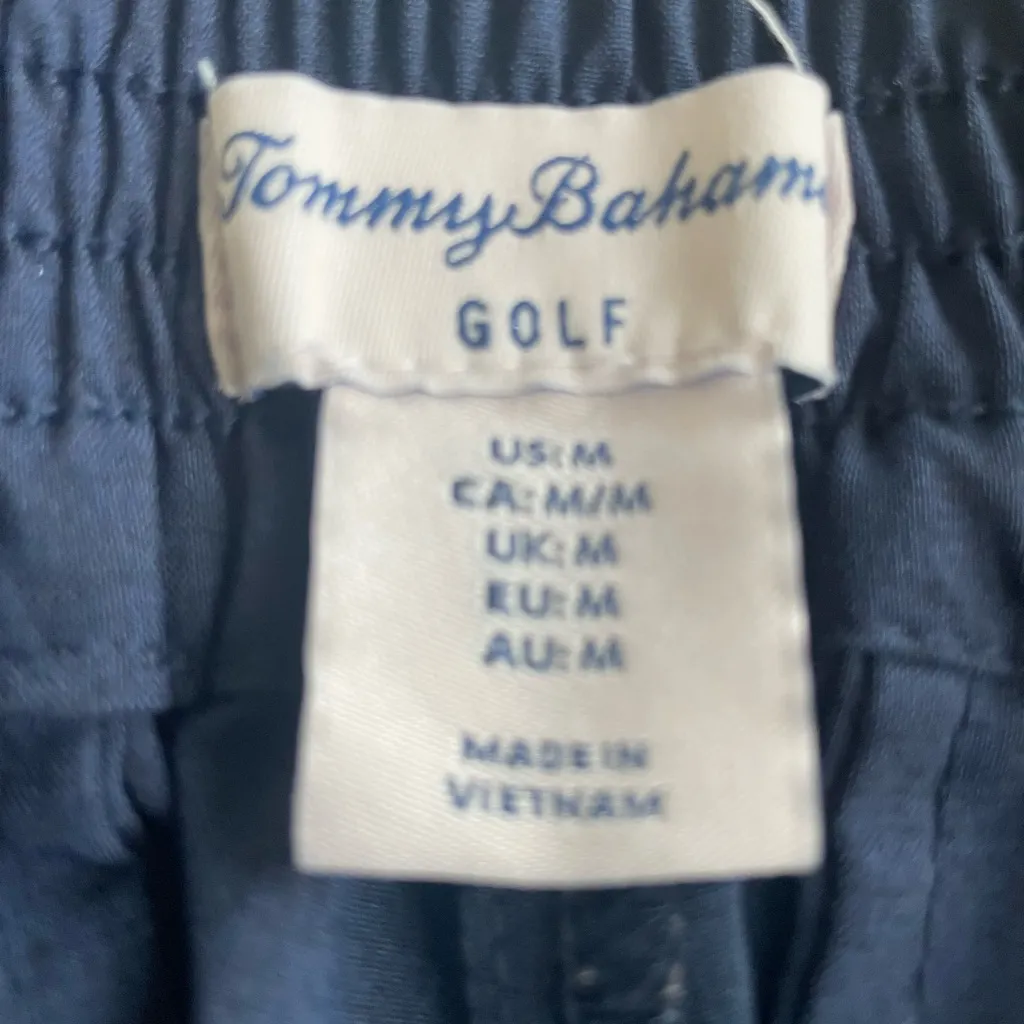 Tommy Bahama
GOLF
US: M
CA: M/M
UK: M
EU: M
AU: M
MADE IN
VIETNAM